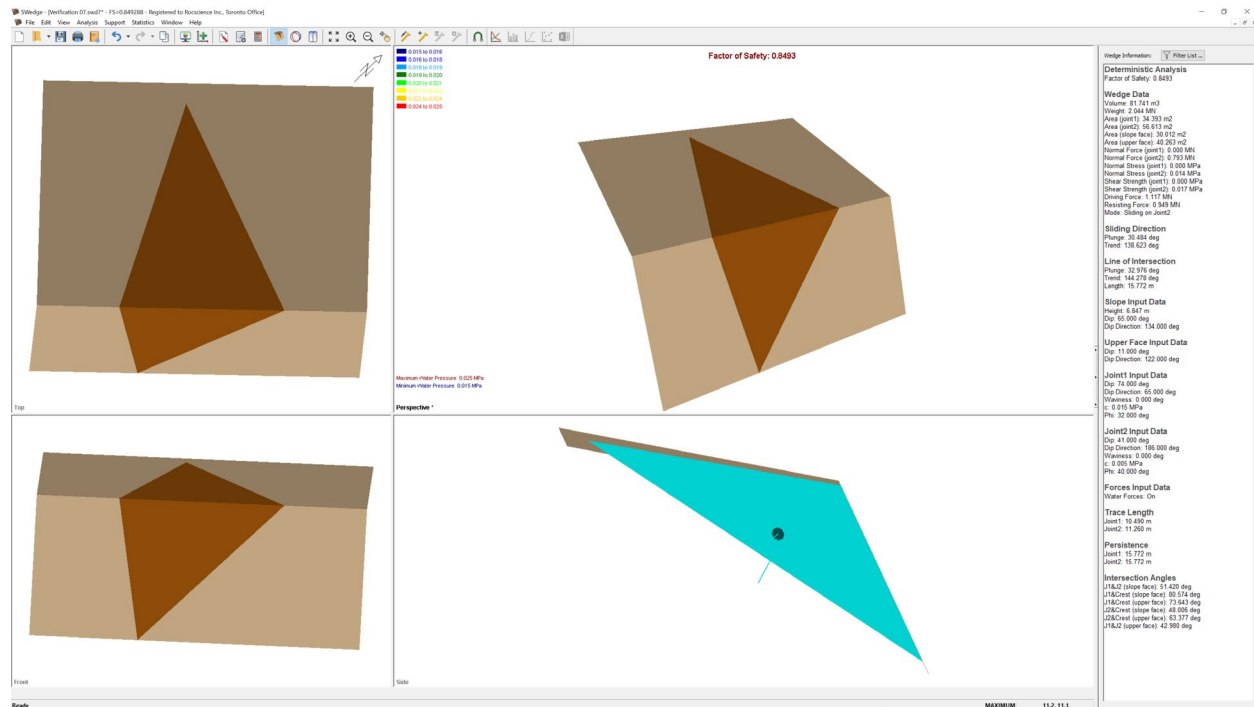 SWedge - [Verification 07.swd7* - FS=0.849288 - Registered to Rocscience Inc., Toronto Office]
File Edit View Analysis Support Statistics Window Help
0.015 to 0.016
0.016 to 0.018
0.018 to 0.019
0.019 to 0.020
0.020 to 0.021
0.022 to 0.024
0.024 to 0.025
Factor of Safety: 0.8493
Maximum Water Pressure: 0.025 MPa
Minimum Water Pressure: 0.015 MPa
Top
Perspective *
Front
Side
Wedge Information:
Filter List ...
Deterministic Analysis
Factor of Safety: 0.8493
Wedge Data
Volume: 81.741 m3
Weight: 2.044 MN
Area (joint1): 34.393 m2
Area (joint2): 56.613 m2
Area (slope face): 30.012 m2
Area (upper face): 40.263 m2
Normal Force (joint1): 0.000 MN
Normal Force (joint2): 0.793 MN
Normal Stress (joint1): 0.000 MPa
Normal Stress (joint2): 0.014 MPa
Shear Strength (joint1): 0.000 MPa
Shear Strength (joint2): 0.017 MPa
Driving Force: 1.117 MN
Resisting Force: 0.949 MN
Mode: Sliding on Joint2
Sliding Direction
Plunge: 30.484 deg
Trend: 138.623 deg
Line of Intersection
Plunge: 32.976 deg
Trend: 144.278 deg
Length: 15.772 m
Slope Input Data
Height: 6.847 m
Dip: 65.000 deg
Dip Direction: 134.000 deg
Upper Face Input Data
Dip: 11.000 deg
Dip Direction: 122.000 deg
Joint1 Input Data
Dip: 74.000 deg
Dip Direction: 65.000 deg
Waviness: 0.000 deg
c: 0.015 MPa
Phi: 32.000 deg
Joint2 Input Data
Dip: 41.000 deg
Dip Direction: 186.000 deg
Waviness: 0.000 deg
c: 0.005 MPa
Phi: 40.000 deg
Forces Input Data
Water Forces: On
Trace Length
Joint1: 10.490 m
Joint2: 11.260 m
Persistence
Joint1: 15.772 m
Joint2: 15.772 m
Intersection Angles
J1&J2 (slope face): 51.420 deg
J1&Crest (slope face): 80.574 deg
J1&Crest (upper face): 73.643 deg
J2&Crest (slope face): 48.006 deg
J2&Crest (upper face): 63.377 deg
J1&J2 (upper face): 42.980 deg
Ready
MAXIMUM
11.2, 11.1